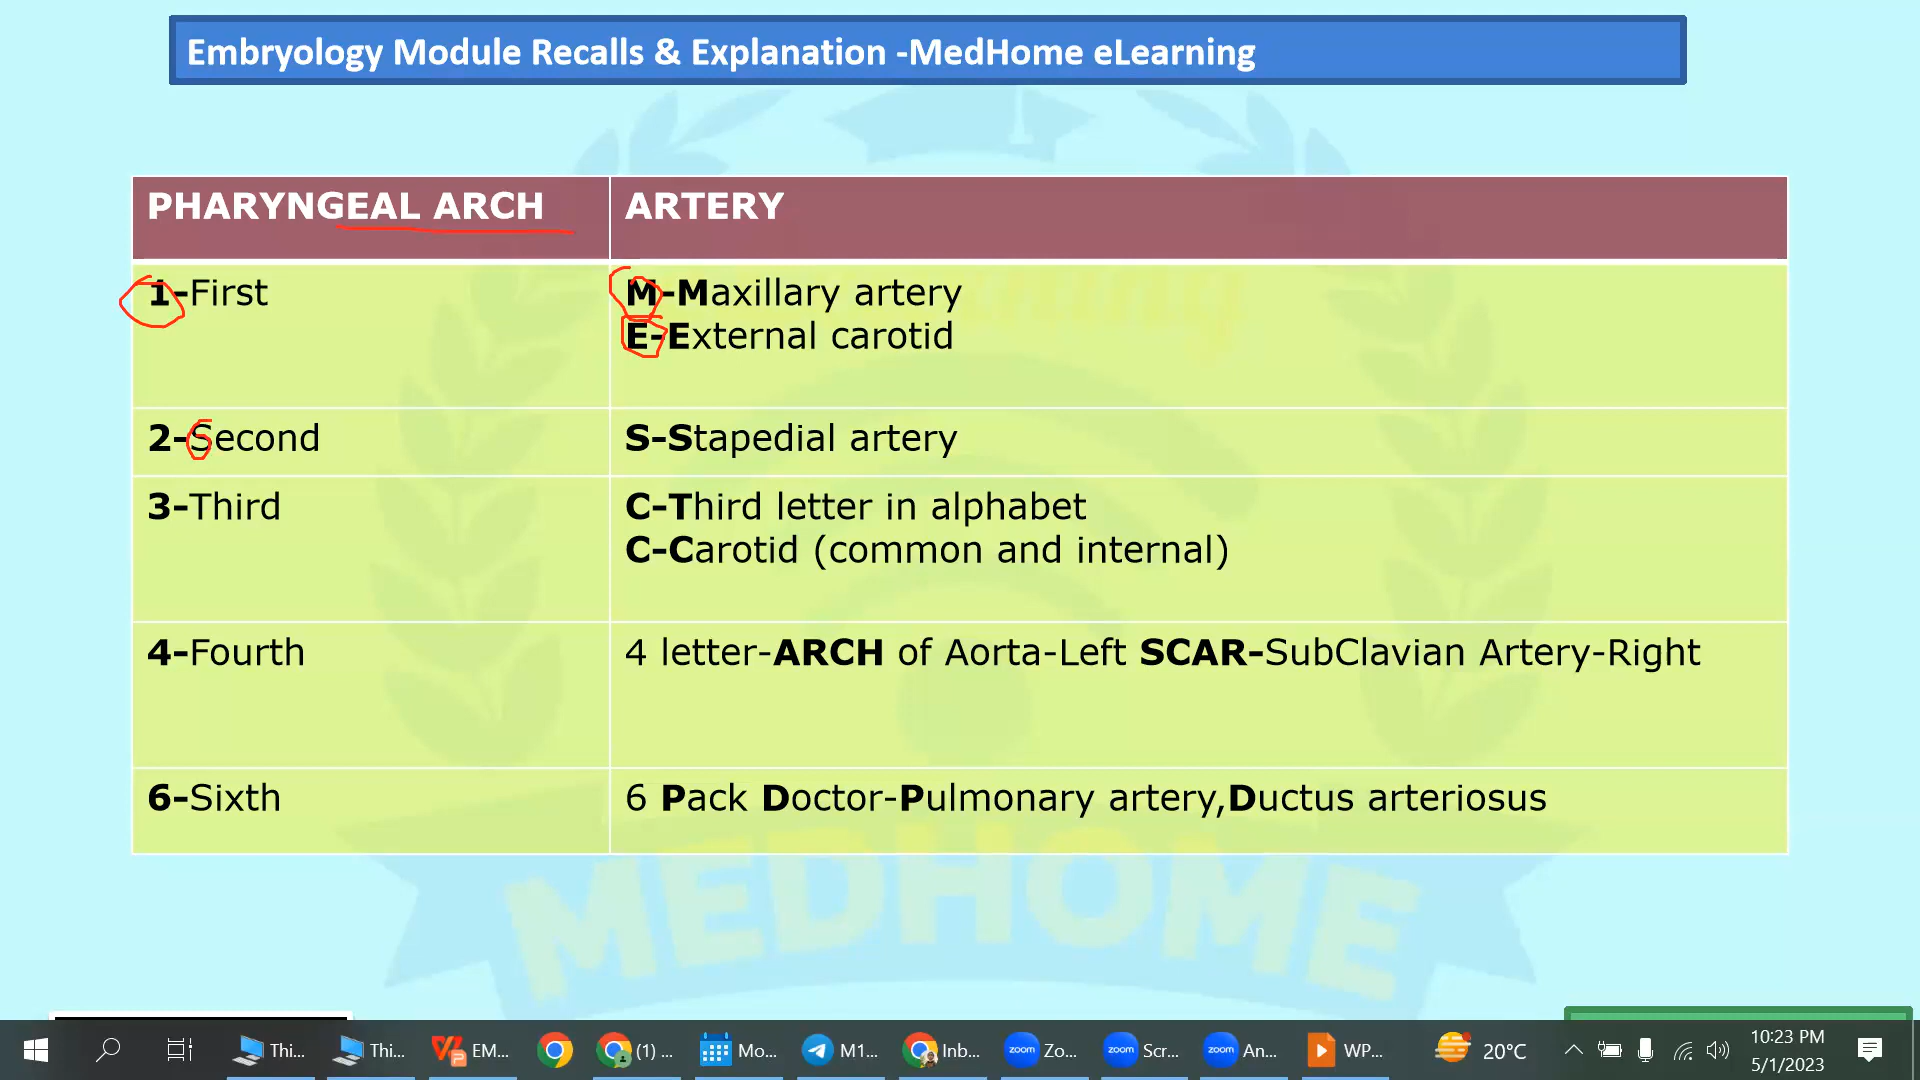 Embryology Module Recalls & Explanation -MedHome eLearning
PHARYNGEAL ARCH
ARTERY
1-First
M-Maxillary artery
E-External carotid
2-Second
S-Stapedial artery
3-Third
C-Third letter in alphabet
C-Carotid (common and internal)
4-Fourth
4 letter-ARCH of Aorta-Left SCAR-SubClavian Artery-Right
6-Sixth
6 Pack Doctor-Pulmonary artery,Ductus arteriosus
MEDHOME
Thi...
Thi...
EM...
(1) ...
Mo...
M1...
Inb...
zoom
Zo...
zoom
Scr...
zoom
An...
WP...
20°C
10:23 PM
5/1/2023